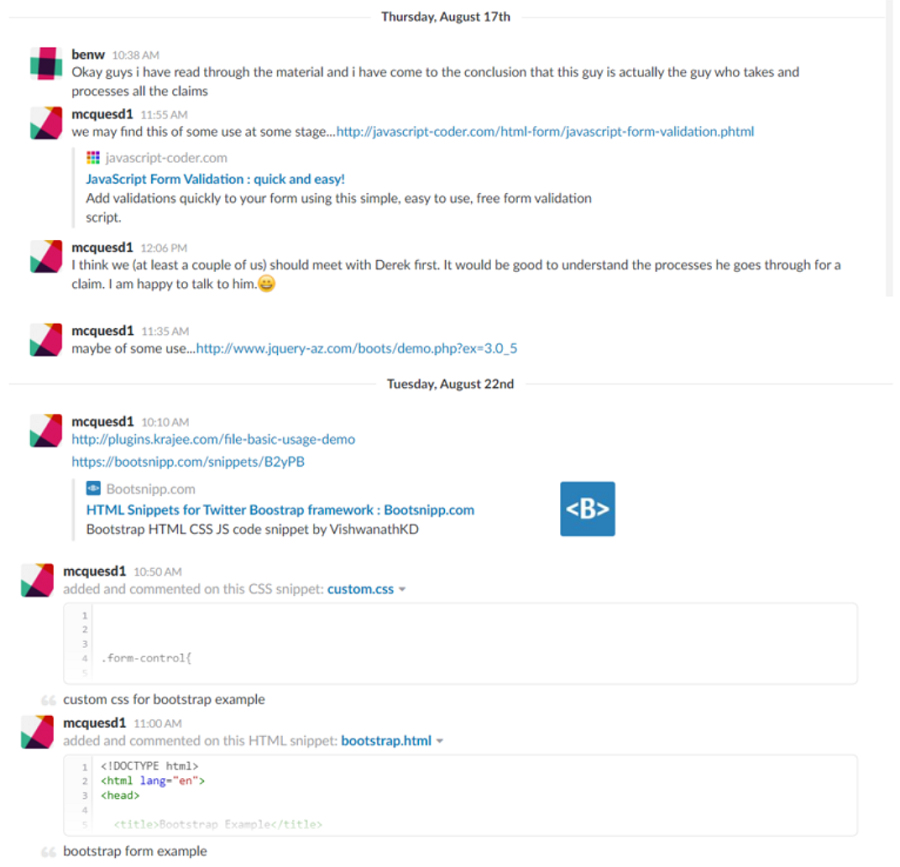 Thursday, August 17th
benw 10:38 AM
Okay guys i have read through the material and i have come to the conclusion that this guy is actually the guy who takes and
processes all the claims
mcquesd1 11:55 AM
we may find this of some use at some stage...http://javascript-coder.com/html-form/javascript-form-validation.phtml
javascript-coder.com
JavaScript Form Validation : quick and easy!
Add validations quickly to your form using this simple, easy to use, free form validation
script.
mcquesd1 12:06 PM
I think we (at least a couple of us) should meet with Derek first. It would be good to understand the processes he goes through for a
claim. I am happy to talk to him.😀
mcquesd1 11:35 AM
maybe of some use...http://www.jquery-az.com/boots/demo.php?ex=3.0_5
Tuesday, August 22nd
mcquesd1 10:10 AM
http://plugins.krajee.com/file-basic-usage-demo
https://bootsnipp.com/snippets/B2yPB
<B> Bootsnipp.com
HTML Snippets for Twitter Boostrap framework : Bootsnipp.com
Bootstrap HTML CSS JS code snippet by VishwanathKD
<B>
mcquesd1 10:50 AM
added and commented on this CSS snippet: custom.css
1
2
3
4 .form-control{
5
custom css for bootstrap example
mcquesd1 11:00 AM
added and commented on this HTML snippet: bootstrap.html
1 <!DOCTYPE html>
2 <html lang="en">
3 <head>
4
5 <title>Bootstrap Example</title>
bootstrap form example